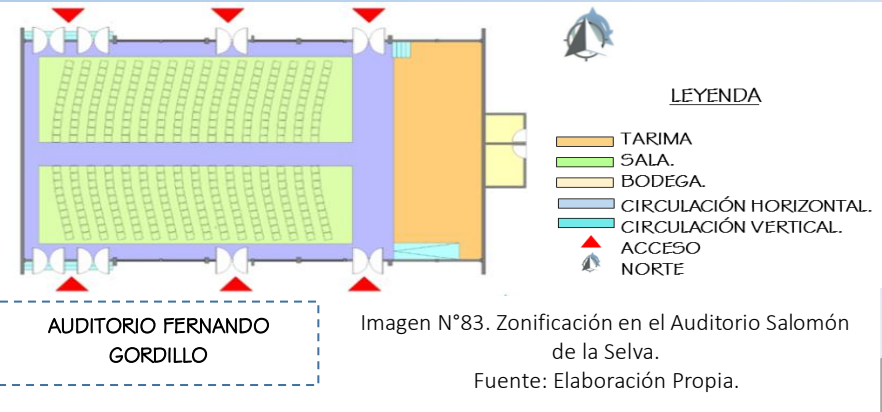 LEYENDA
TARIMA
SALA.
BODEGA.
CIRCULACIÓN HORIZONTAL.
CIRCULACIÓN VERTICAL.
ACCESO
NORTE
AUDITORIO FERNANDO
GORDILLO
Imagen N°83. Zonificación en el Auditorio Salomón
de la Selva.
Fuente: Elaboración Propia.